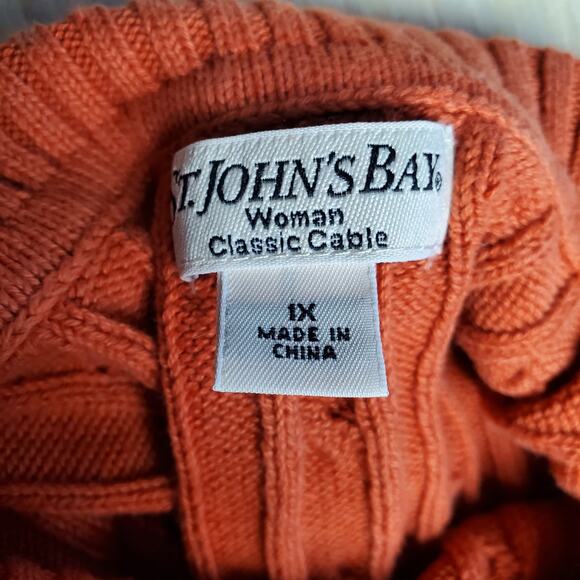 ST. JOHN'S BAY®
Woman
Classic Cable
1X
MADE IN
CHINA